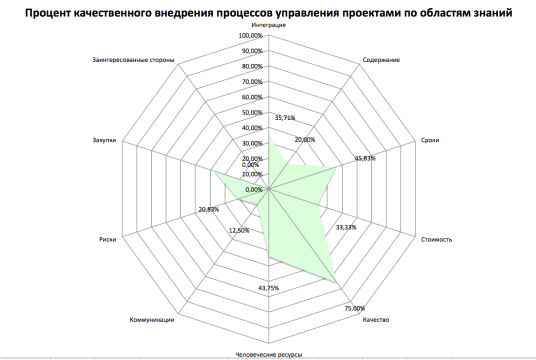 Процент качественного внедрения процессов управления проектами по областям знаний
Интеграция
100,00%
90,00%
80,00%
70,00%
60,00%
50,00%
40,00%
30,00%
20,00%
10,00%
0,00%
Заинтересованные стороны
Содержание
35,71%
20,00%
0,00%
Закупки
Сроки
45,83%
20,83%
33,33%
12,50%
Риски
Стоимость
43,75%
75,00%
Коммуникации
Качество
Человеческие ресурсы